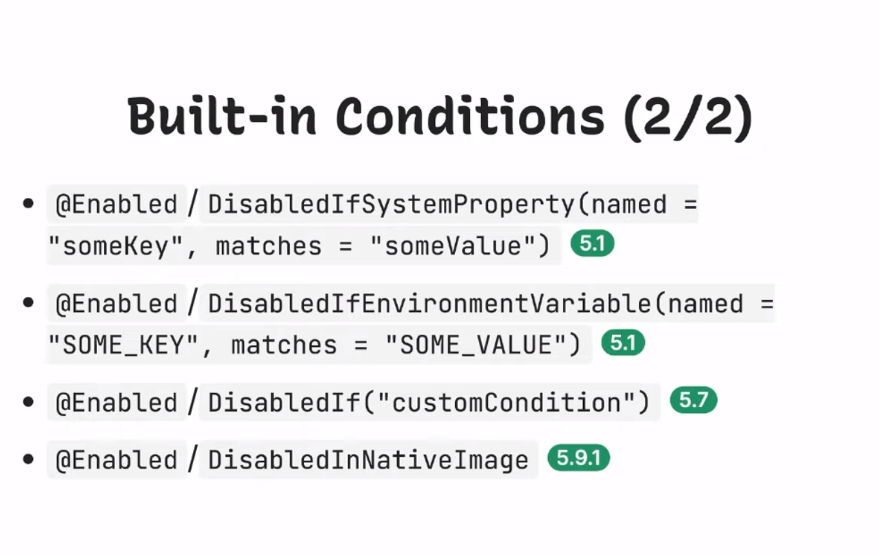 Built-in Conditions (2/2)
• @Enabled / DisabledIfSystemProperty(named =
"someKey", matches = "someValue") 5.1
• @Enabled / DisabledIfEnvironmentVariable(named =
"SOME_KEY", matches = "SOME_VALUE") 5.1
• @Enabled / DisabledIf("customCondition") 5.7
• @Enabled / DisabledInNativeImage 5.9.1